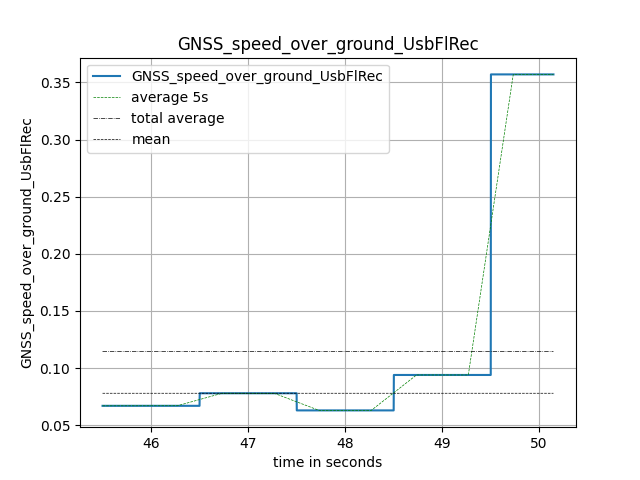 GNSS_speed_over_ground_UsbFlRec
GNSS_speed_over_ground_UsbFlRec
average 5s
total average
mean
GNSS_speed_over_ground_UsbFlRec
0.35
0.30
0.25
0.20
0.15
0.10
0.05
46 47 48 49 50
time in seconds